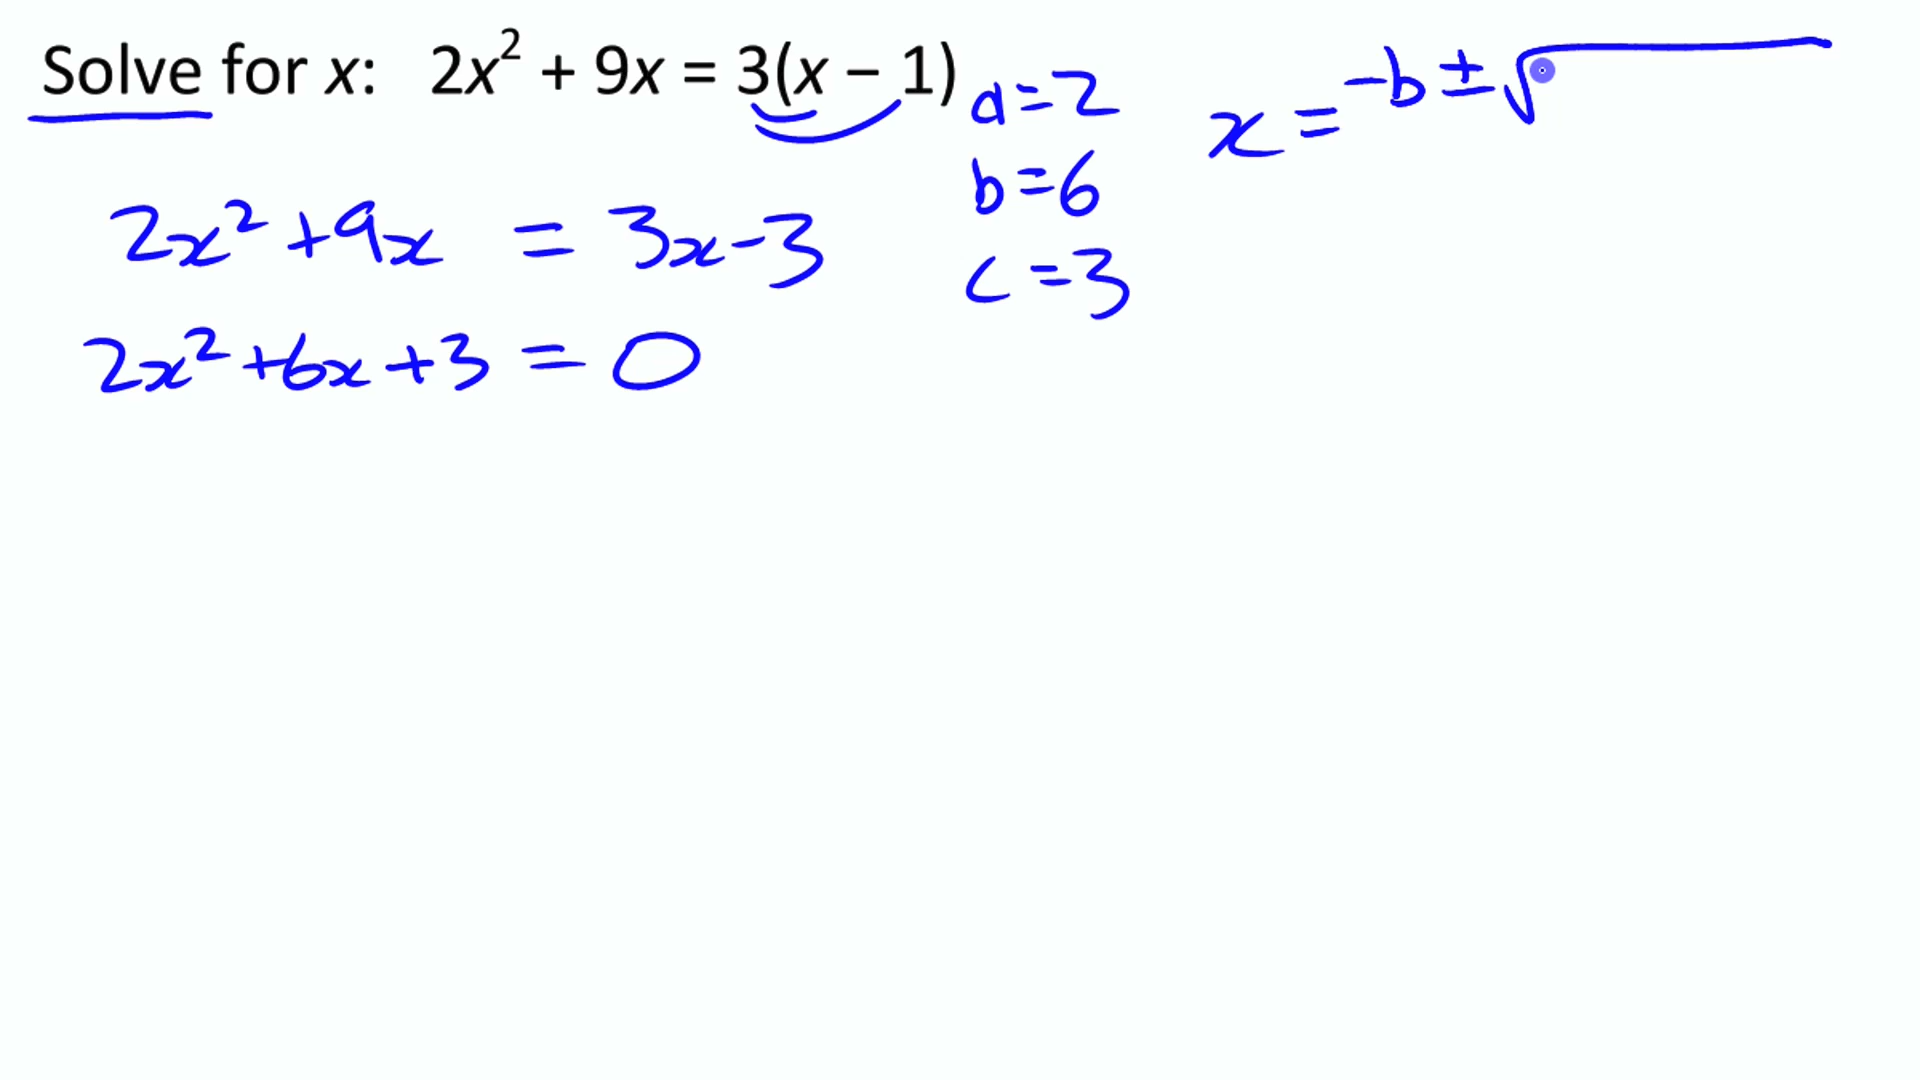 Solve for x: 2x² + 9x = 3(x − 1)
a=2
b=6
c=3
x = -b ± √
2x² +9x = 3x-3
2x² +6x +3 = 0